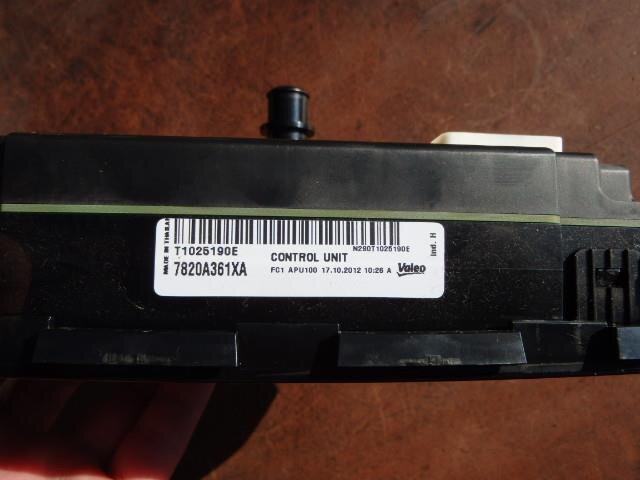 MADE IN THAILAND
T1025190E
N280T1025190E
7820A361XA
CONTROL UNIT
FC1 APU100 17.10.2012 10:26 A
Valeo
Ind. H